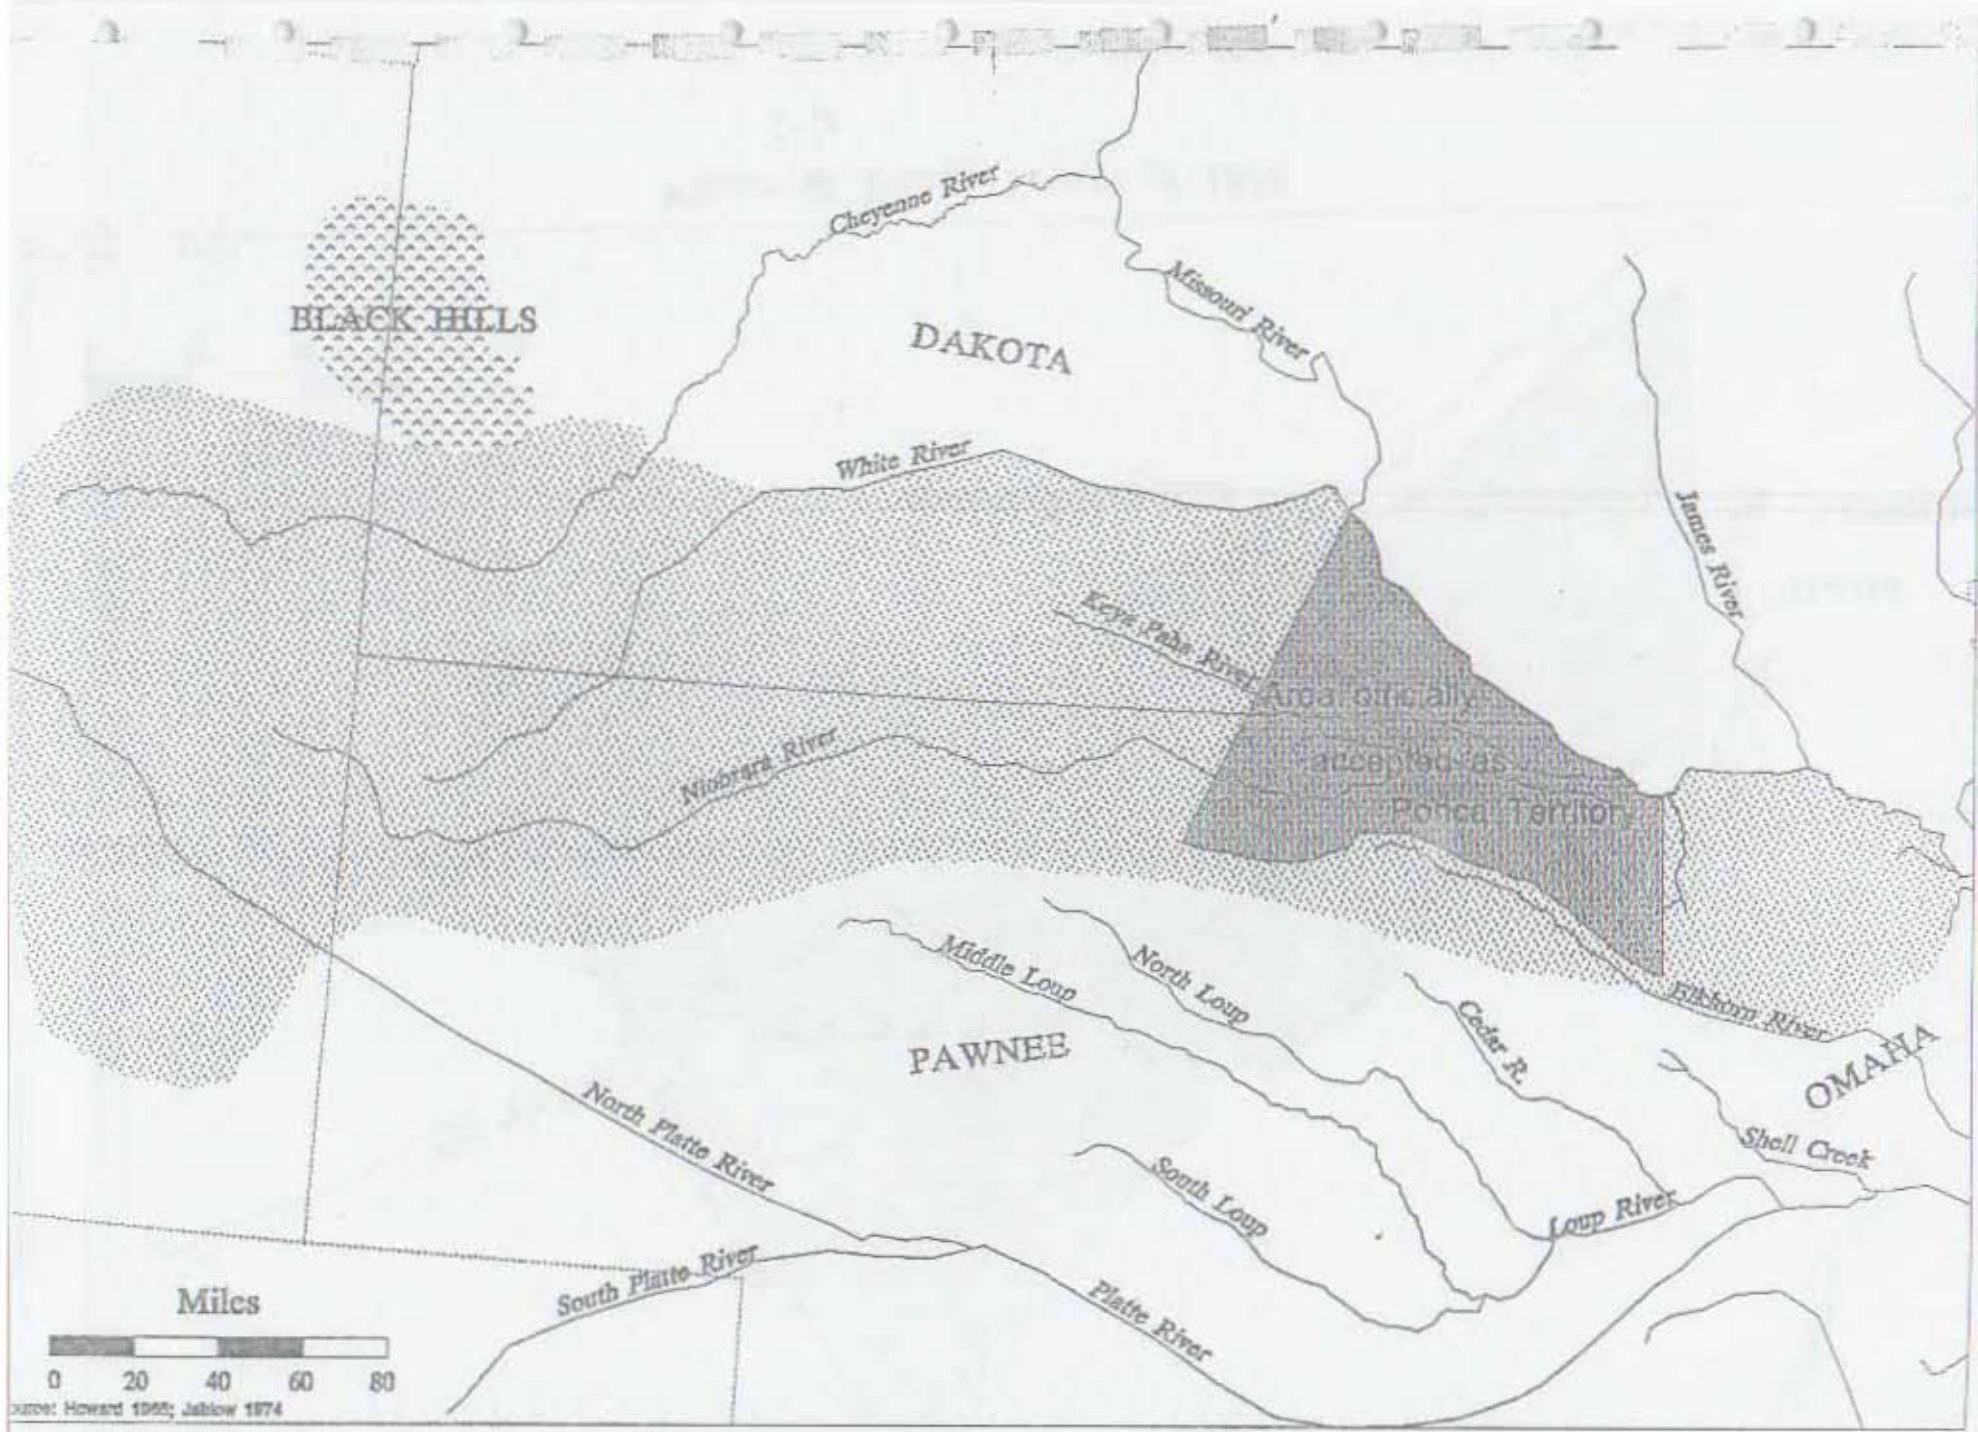 Cheyenne River
Missouri River
BLACK HILLS
DAKOTA
White River
James River
Keya Paha River
Area
accepted as
Ponca Territory
Niobrara River
Middle Loup
North Loup
Elkhorn River
Cedar R.
PAWNEE
OMAHA
North Platte River
Shell Creek
South Loup
Loup River
South Platte River
Platte River
Miles
0 20 40 60 80
Howard 1965; Jablow 1974